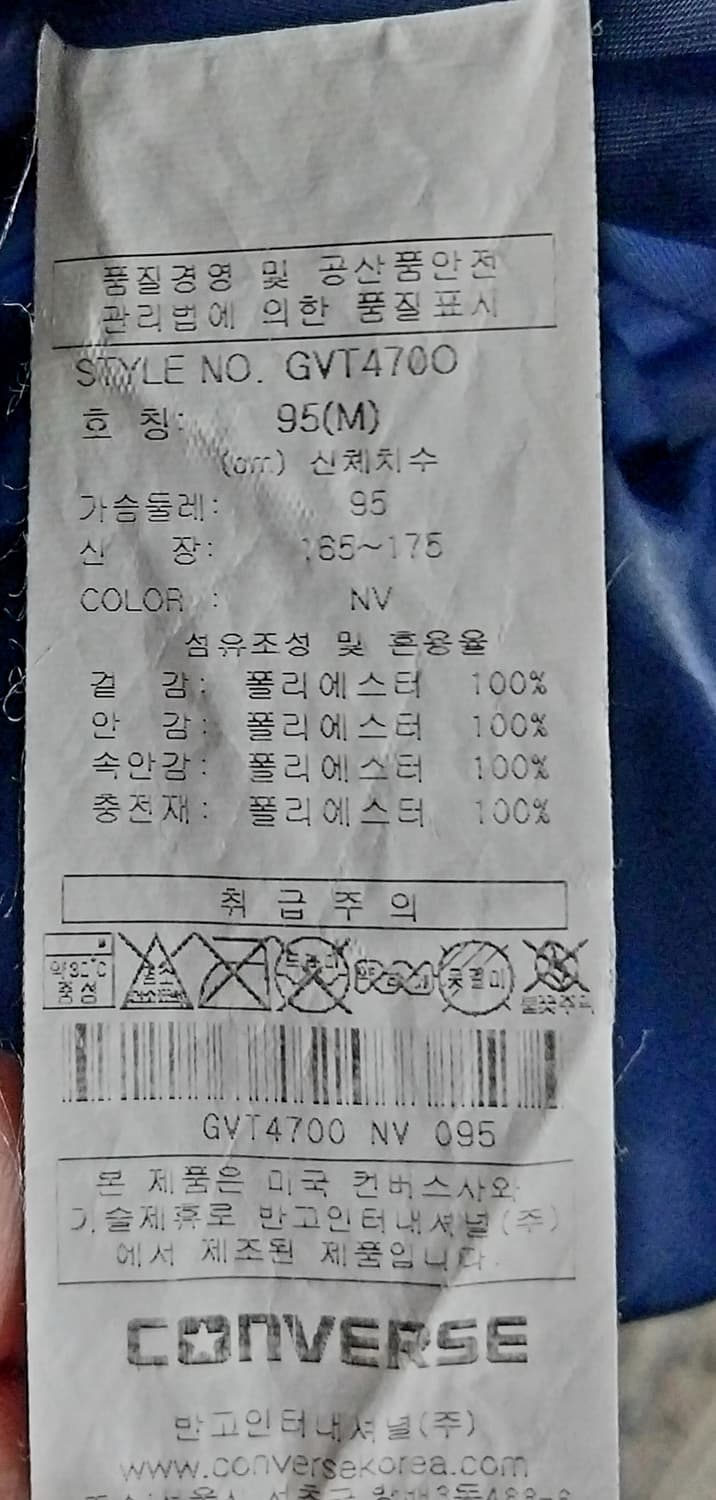 품질경영 및 공산품안전
관리법에 의한 품질표시
STYLE NO. GVT4700
호 칭: 95(M)
(cm) 신체치수
가슴둘레: 95
신 장: 165~175
COLOR : NV
섬유조성 및 혼용율
겉 감: 폴리에스터 100%
안 감: 폴리에스터 100%
속안감: 폴리에스터 100%
충전재: 폴리에스터 100%
취급주의
약30℃
중성
GVT4700 NV 095
본 제품은 미국 컨버스사와
기술제휴로 반고인터내셔널(주)
에서 제조된 제품입니다.
CONVERSE
반고인터내셔널(주)
www.conversekorea.com